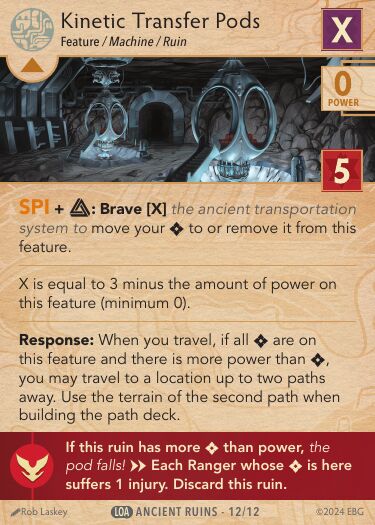 Kinetic Transfer Pods
Feature / Machine / Ruin
X
0
POWER
5
SPI + : Brave [X] the ancient transportation
system to move your to or remove it from this
feature.
X is equal to 3 minus the amount of power on
this feature (minimum 0).
Response: When you travel, if all are on
this feature and there is more power than ,
you may travel to a location up to two paths
away. Use the terrain of the second path when
building the path deck.
If this ruin has more than power, the
pod falls! Each Ranger whose is here
suffers 1 injury. Discard this ruin.
Rob Laskey
LOA ANCIENT RUINS - 12/12
©2024 EBG